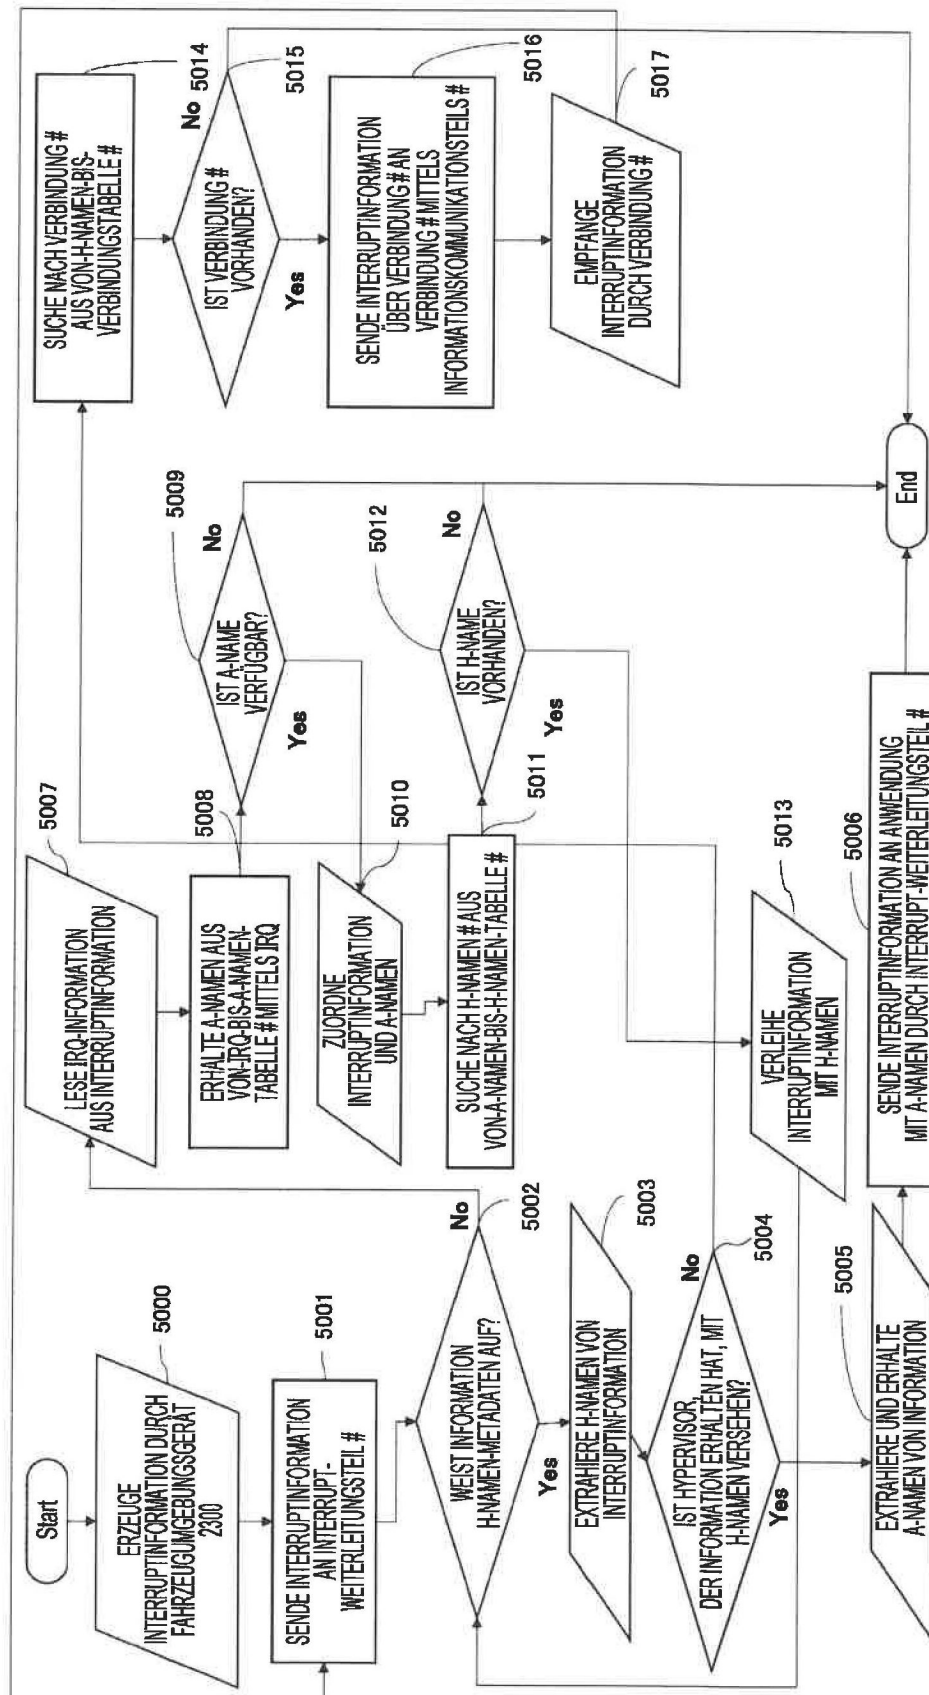 Start
ERZEUGE
INTERRUPTINFORMATION DURCH
FAHRZEUGUMGEBUNGSGERÄT
2300
5000
SENDE INTERRUPTINFORMATION
AN INTERRUPT-
WEITERLEITUNGSTEIL #
5001
WEIST INFORMATION
H-NAMEN-METADATEN AUF?
No
5002
Yes
EXTRAHIERE H-NAMEN VON
INTERRUPTINFORMATION
5003
IST HYPERVISOR,
DER INFORMATION ERHALTEN HAT, MIT
H-NAMEN VERSEHEN?
No
5004
Yes
EXTRAHIERE UND ERHALTE
A-NAMEN VON INFORMATION
5005
SENDE INTERRUPTINFORMATION AN ANWENDUNG
MIT A-NAMEN DURCH INTERRUPT-WEITERLEITUNGSTEIL #
5006
LESE IRQ-INFORMATION
AUS INTERRUPTINFORMATION
5007
ERHALTE A-NAMEN AUS
VON-IRQ-BIS-A-NAMEN-
TABELLE # MITTELS IRQ
5008
IST A-NAME
VERFÜGBAR?
5009
No
Yes
ZUORDNE
INTERRUPTINFORMATION
UND A-NAMEN
5010
SUCHE NACH H-NAMEN # AUS
VON-A-NAMEN-BIS-H-NAMEN-TABELLE #
5011
IST H-NAME
VORHANDEN?
5012
No
Yes
VERLEIHE
INTERRUPTINFORMATION
MIT H-NAMEN
5013
SUCHE NACH VERBINDUNG #
AUS VON-H-NAMEN-BIS-
VERBINDUNGSTABELLE #
5014
IST VERBINDUNG #
VORHANDEN?
No
5015
Yes
SENDE INTERRUPTINFORMATION
ÜBER VERBINDUNG # AN
VERBINDUNG # MITTELS
INFORMATIONSKOMMUNIKATIONSTEILS #
5016
EMPFANGE
INTERRUPTINFORMATION
DURCH VERBINDUNG #
5017
End